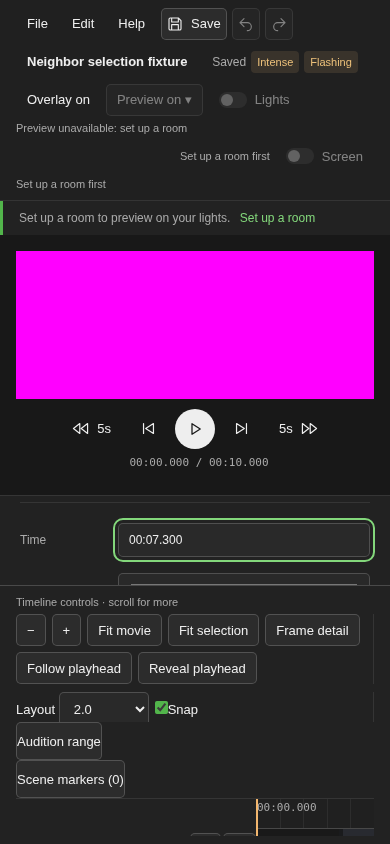 File Edit Help Save
Neighbor selection fixture Saved Intense Flashing
Overlay on Preview on ▾ Lights
Preview unavailable: set up a room
Set up a room first Screen
Set up a room first
Set up a room to preview on your lights. Set up a room
5s 5s
00:00.000 / 00:10.000
Time 00:07.300
Timeline controls · scroll for more
− + Fit movie Fit selection Frame detail
Follow playhead Reveal playhead
Layout 2.0 Snap
Audition range
Scene markers (0)
00:00.000